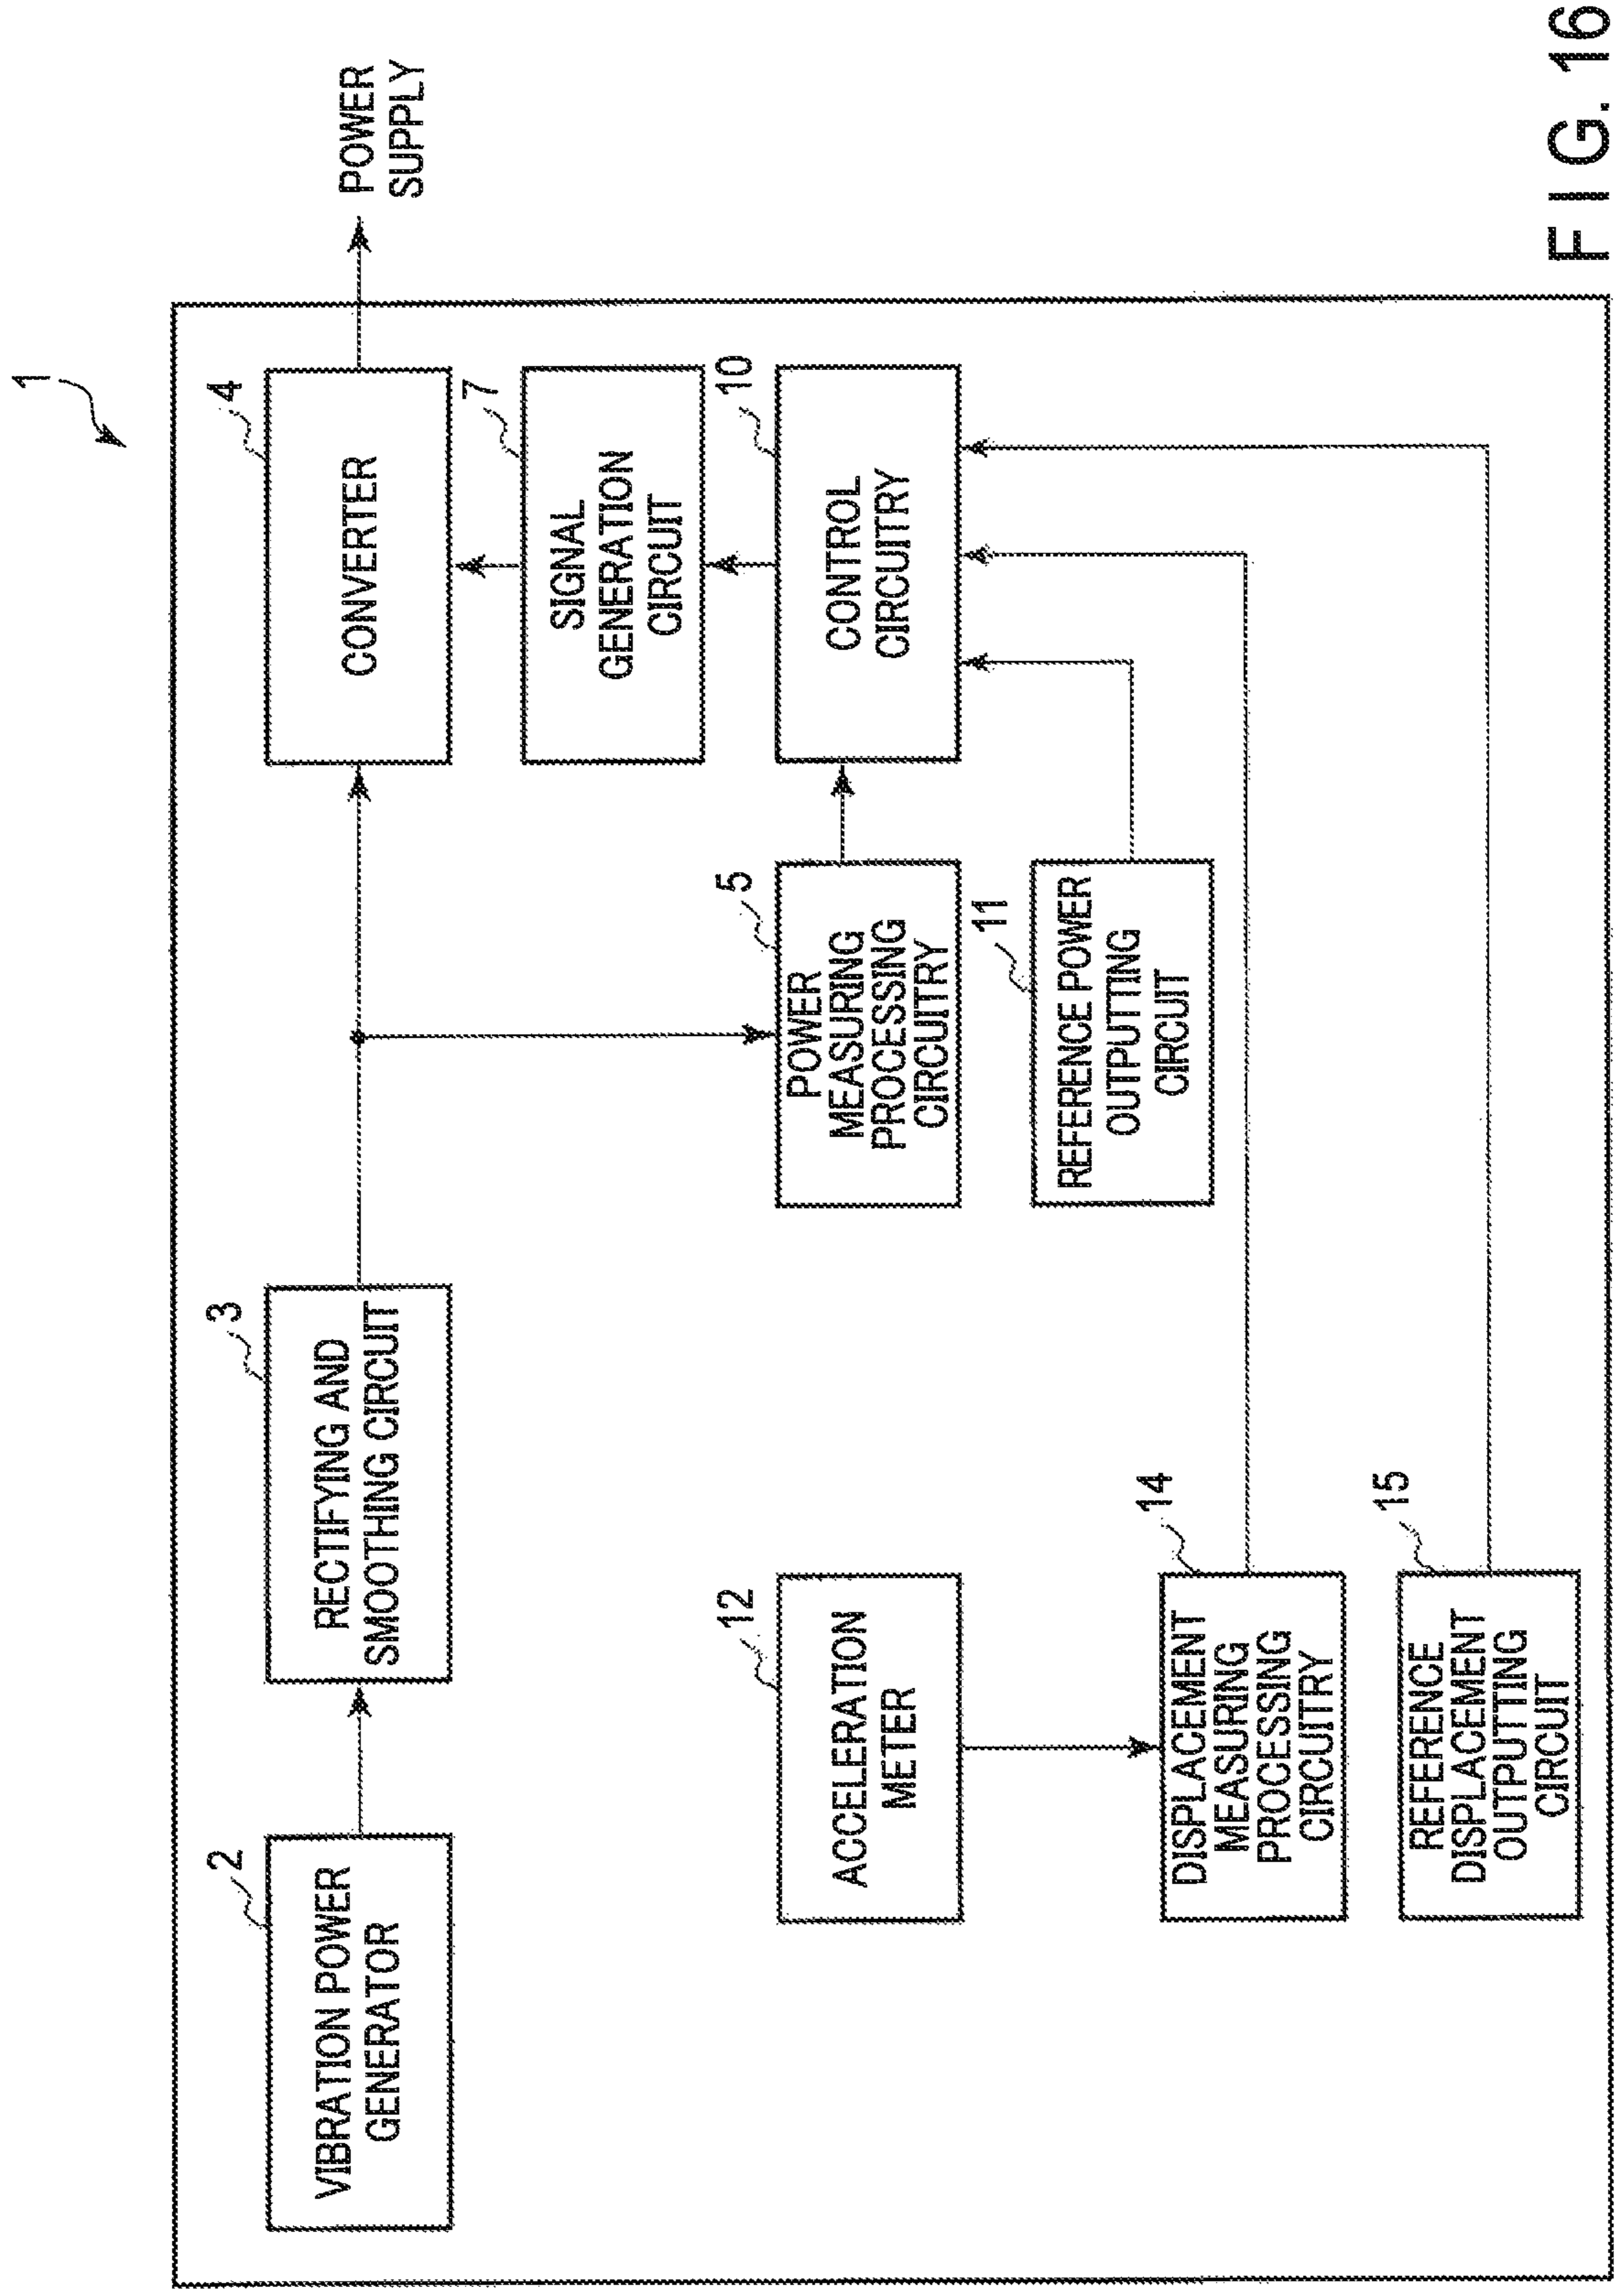 1
2
VIBRATION POWER
GENERATOR
3
RECTIFYING AND
SMOOTHING CIRCUIT
4
CONVERTER
POWER
SUPPLY
7
SIGNAL
GENERATION
CIRCUIT
12
ACCELERATION
METER
5
POWER
MEASURING
PROCESSING
CIRCUITRY
10
CONTROL
CIRCUITRY
11
REFERENCE POWER
OUTPUTTING
CIRCUIT
14
DISPLACEMENT
MEASURING
PROCESSING
CIRCUITRY
15
REFERENCE
DISPLACEMENT
OUTPUTTING
CIRCUIT
FIG. 16